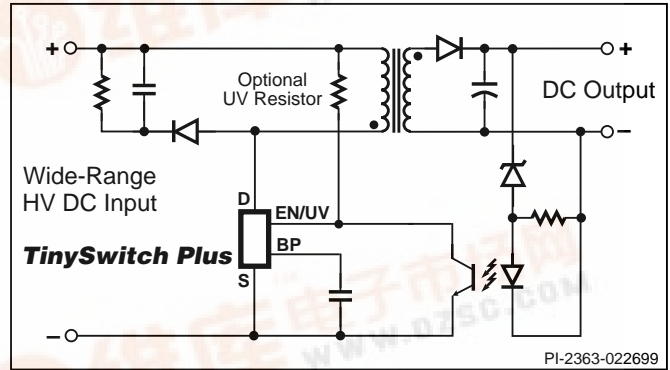 +
+
Optional
UV Resistor
DC Output
−
Wide-Range
HV DC Input
D
EN/UV
BP
TinySwitch Plus
S
−
PI-2363-022699
WWW.DZSC.COM